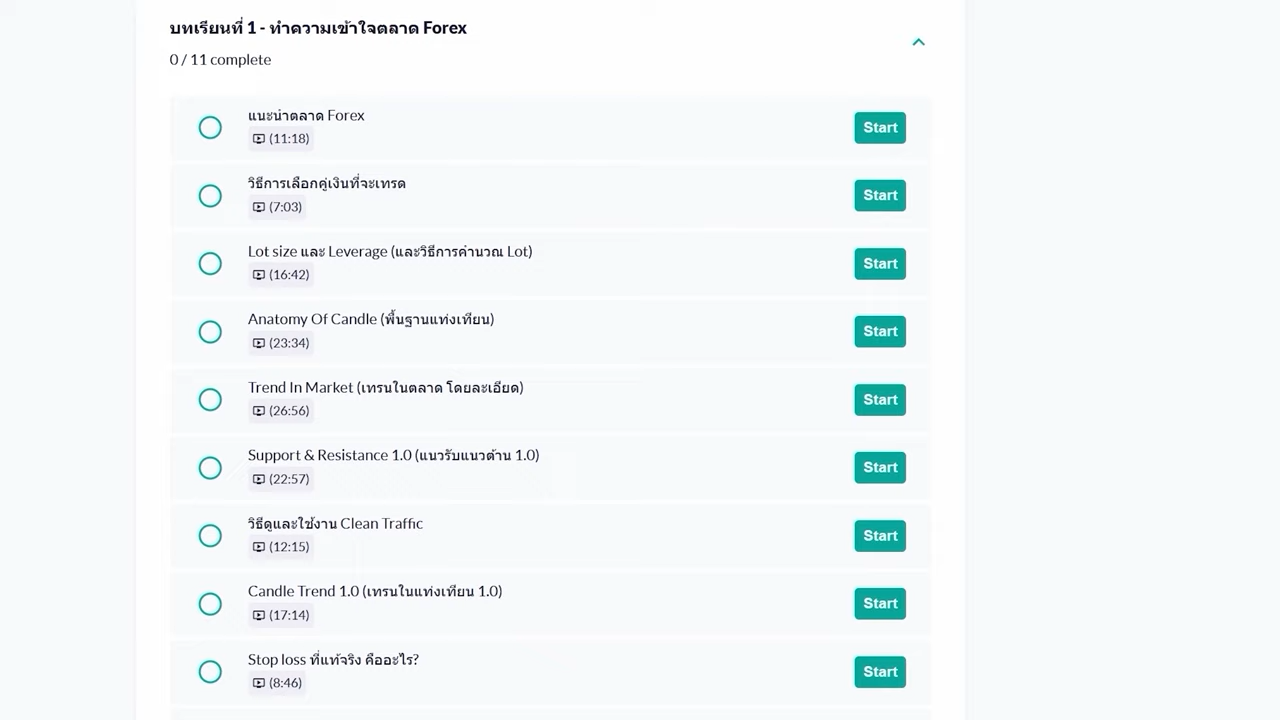 บทเรียนที่ 1 - ทำความเข้าใจตลาด Forex
0 / 11 complete
แนะนำตลาด Forex
(11:18)
Start
วิธีการเลือกคู่เงินที่จะเทรด
(7:03)
Start
Lot size และ Leverage (และวิธีการคำนวณ Lot)
(16:42)
Start
Anatomy Of Candle (พื้นฐานแท่งเทียน)
(23:34)
Start
Trend In Market (เทรนในตลาด โดยละเอียด)
(26:56)
Start
Support & Resistance 1.0 (แนวรับแนวต้าน 1.0)
(22:57)
Start
วิธีดูและใช้งาน Clean Traffic
(12:15)
Start
Candle Trend 1.0 (เทรนในแท่งเทียน 1.0)
(17:14)
Start
Stop loss ที่แท้จริง คืออะไร?
(8:46)
Start